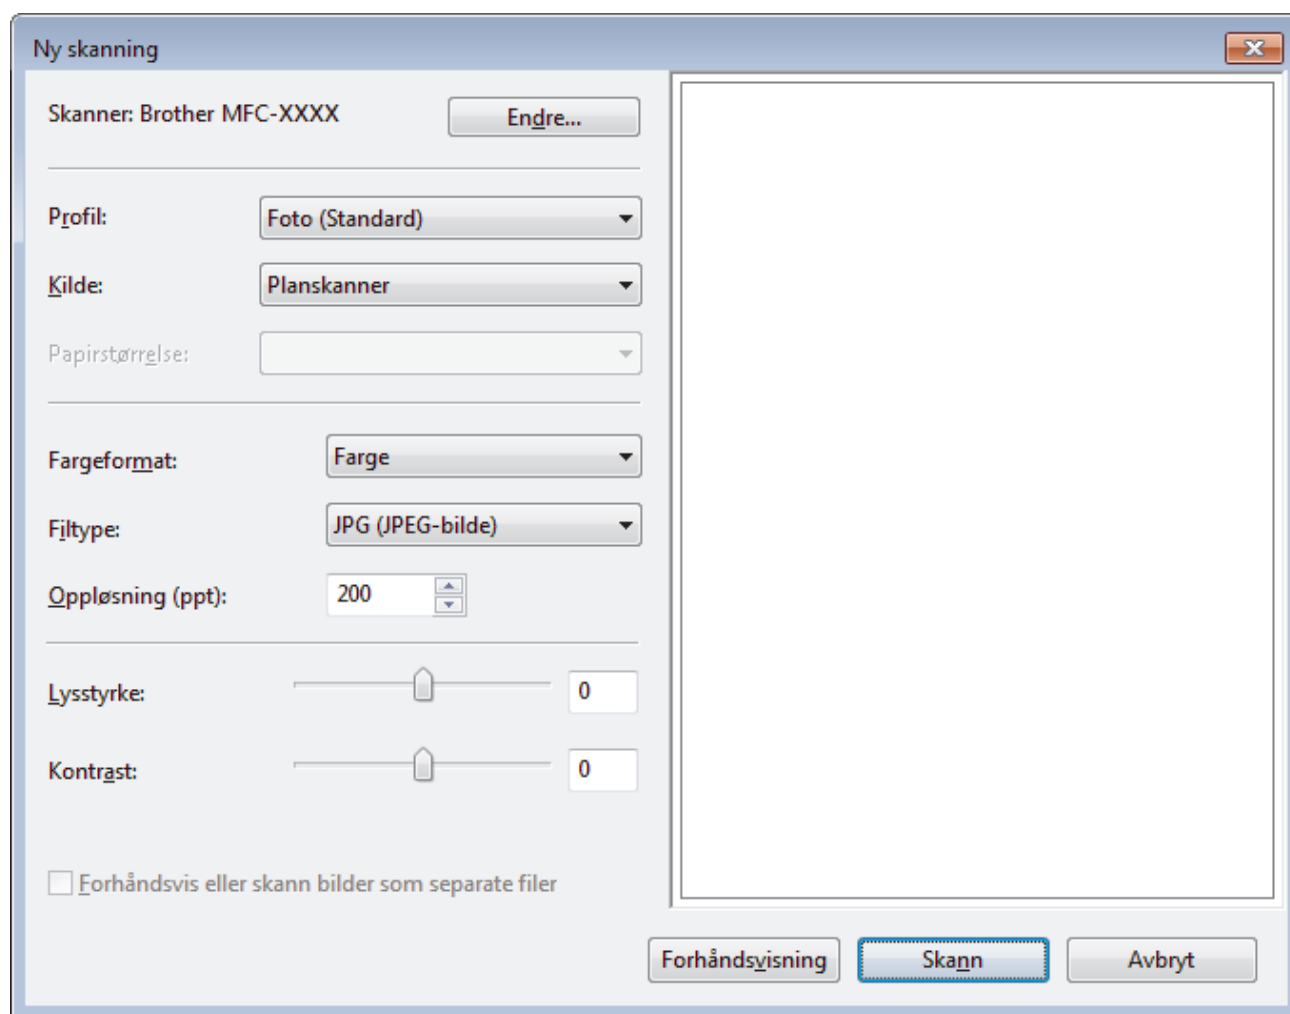 Ny skanning
Skanner: Brother MFC-XXXX
Endre...
Profil:
Foto (Standard)
Kilde:
Planskanner
Papirstørrelse:
Fargeformat:
Farge
Filtype:
JPG (JPEG-bilde)
Oppløsning (ppt):
200
Lysstyrke:
0
Kontrast:
0
Forhåndsvis eller skann bilder som separate filer
Forhåndsvisning
Skann
Avbryt